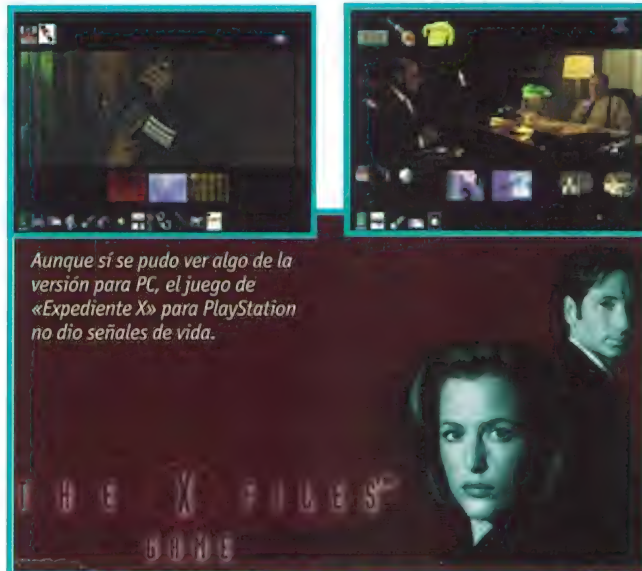 Aunque sí se pudo ver algo de la
versión para PC, el juego de
«Expediente X» para PlayStation
no dio señales de vida.
THE X FILES™
GAME